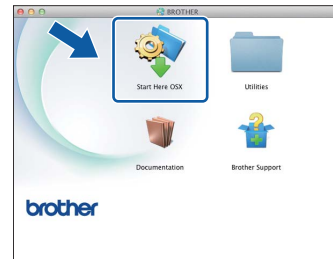 BROTHER
Start Here OSX
Utilities
Documentation
Brother Support
brother